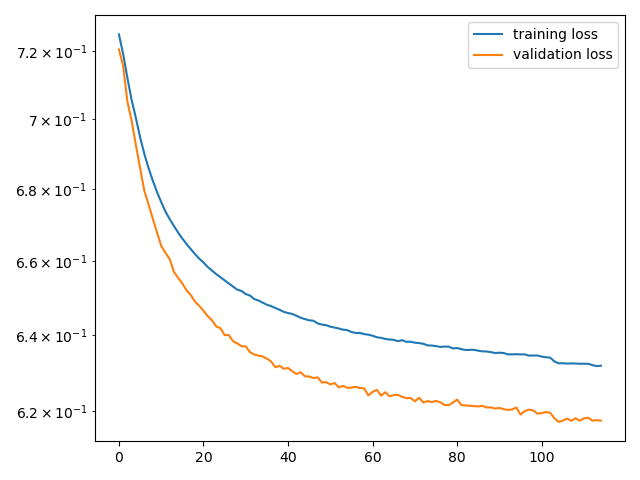 training loss
validation loss
7.2 × 10⁻¹
7 × 10⁻¹
6.8 × 10⁻¹
6.6 × 10⁻¹
6.4 × 10⁻¹
6.2 × 10⁻¹
0 20 40 60 80 100